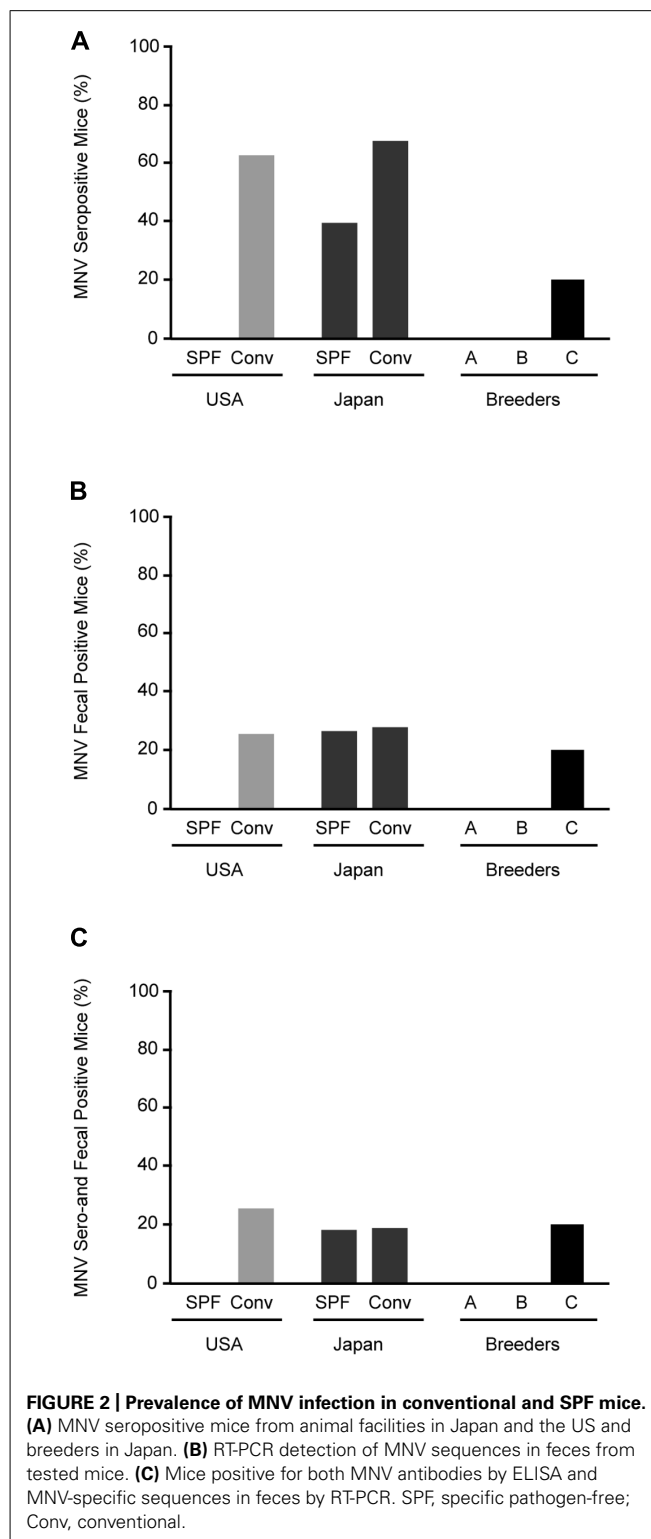 A
MNV Seropositive Mice (%)
100
80
60
40
20
0
SPF Conv SPF Conv A B C
USA Japan Breeders
B
MNV Fecal Positive Mice (%)
100
80
60
40
20
0
SPF Conv SPF Conv A B C
USA Japan Breeders
C
MNV Sero-and Fecal Positive Mice (%)
100
80
60
40
20
0
SPF Conv SPF Conv A B C
USA Japan Breeders
FIGURE 2 | Prevalence of MNV infection in conventional and SPF mice.
(A) MNV seropositive mice from animal facilities in Japan and the US and
breeders in Japan. (B) RT-PCR detection of MNV sequences in feces from
tested mice. (C) Mice positive for both MNV antibodies by ELISA and
MNV-specific sequences in feces by RT-PCR. SPF, specific pathogen-free;
Conv, conventional.